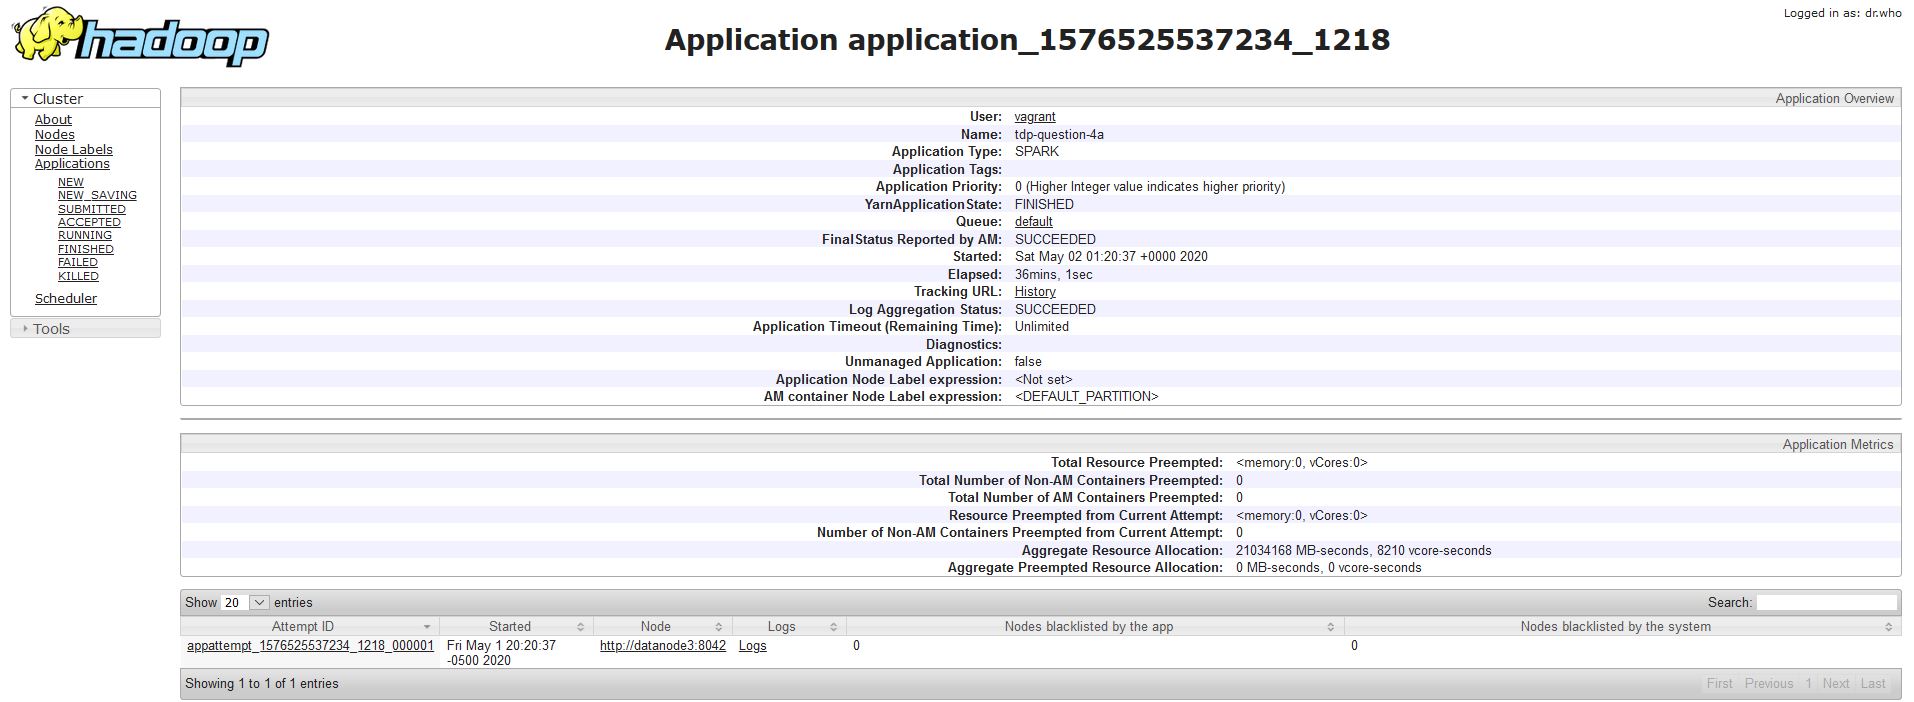 hadoop
Logged in as: dr.who
Application application_1576525537234_1218
Cluster
About
Nodes
Node Labels
Applications
NEW
NEW_SAVING
SUBMITTED
ACCEPTED
RUNNING
FINISHED
FAILED
KILLED
Scheduler
Tools
Application Overview
User: vagrant
Name: tdp-question-4a
Application Type: SPARK
Application Tags:
Application Priority: 0 (Higher Integer value indicates higher priority)
YarnApplicationState: FINISHED
Queue: default
FinalStatus Reported by AM: SUCCEEDED
Started: Sat May 02 01:20:37 +0000 2020
Elapsed: 36mins, 1sec
Tracking URL: History
Log Aggregation Status: SUCCEEDED
Application Timeout (Remaining Time): Unlimited
Diagnostics:
Unmanaged Application: false
Application Node Label expression: <Not set>
AM container Node Label expression: <DEFAULT_PARTITION>
Application Metrics
Total Resource Preempted: <memory:0, vCores:0>
Total Number of Non-AM Containers Preempted: 0
Total Number of AM Containers Preempted: 0
Resource Preempted from Current Attempt: <memory:0, vCores:0>
Number of Non-AM Containers Preempted from Current Attempt: 0
Aggregate Resource Allocation: 21034168 MB-seconds, 8210 vcore-seconds
Aggregate Preempted Resource Allocation: 0 MB-seconds, 0 vcore-seconds
Show 20 entries Search:
Attempt ID Started Node Logs Nodes blacklisted by the app Nodes blacklisted by the system
appattempt_1576525537234_1218_000001 Fri May 1 20:20:37 http://datanode3:8042 Logs 0 0
-0500 2020
Showing 1 to 1 of 1 entries First Previous 1 Next Last